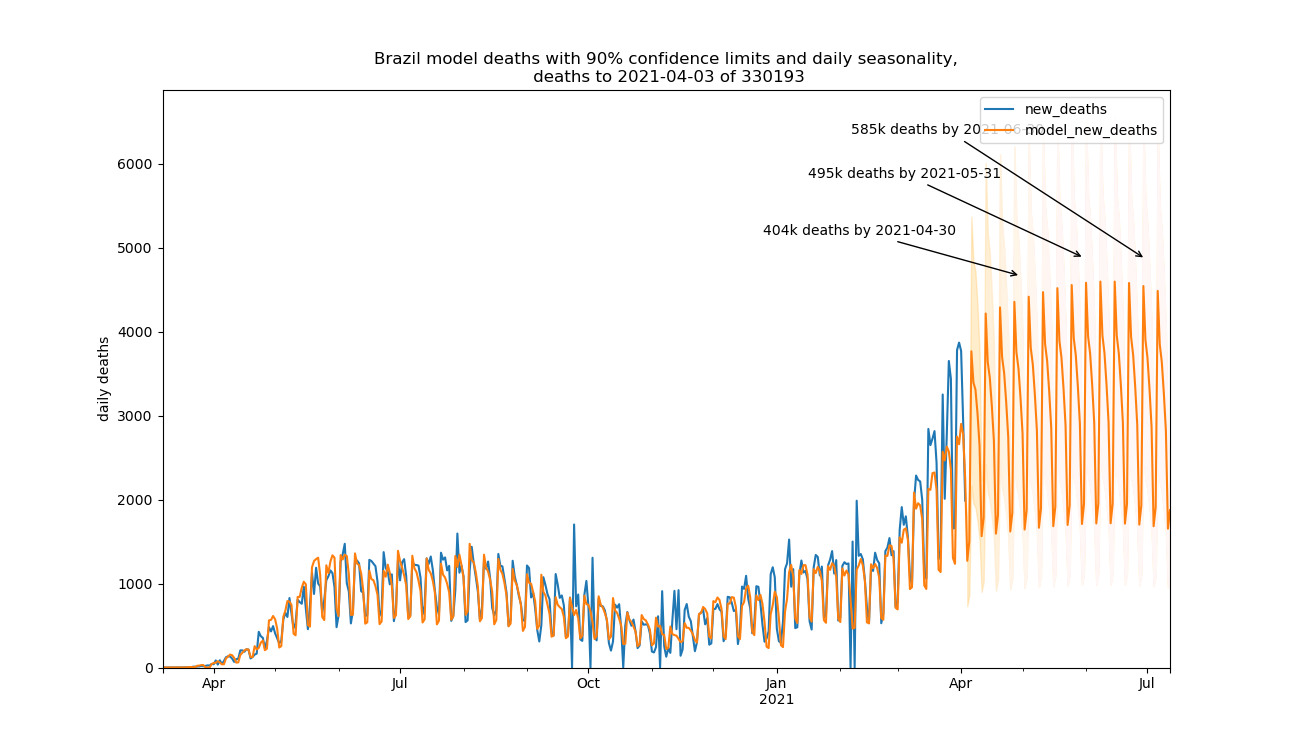 Brazil model deaths with 90% confidence limits and daily seasonality,
deaths to 2021-04-03 of 330193
new_deaths
model_new_deaths
585k deaths by 2021-06-30
495k deaths by 2021-05-31
404k deaths by 2021-04-30
daily deaths
6000
5000
4000
3000
2000
1000
0
Apr
Jul
Oct
Jan
2021
Apr
Jul